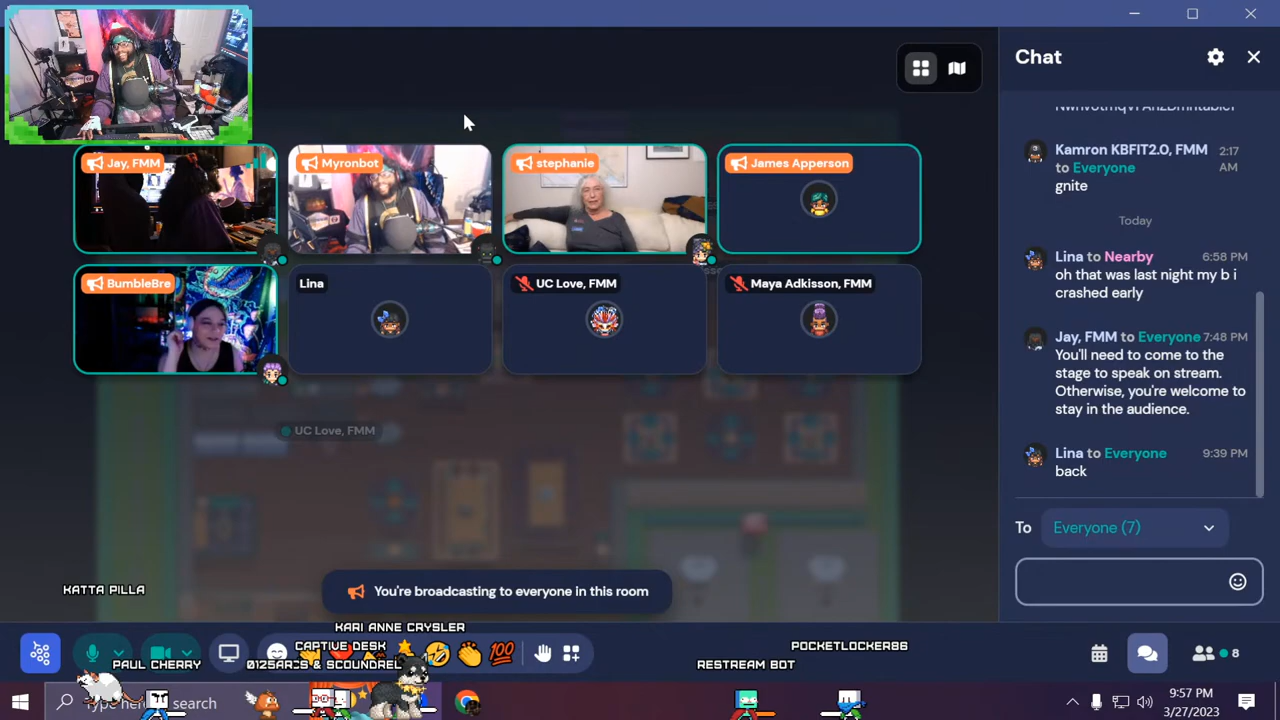 Chat
Kamron KBFIT2.0, FMM 2:17 AM
to Everyone
gnite
Today
Lina to Nearby 6:58 PM
oh that was last night my b i
crashed early
Jay, FMM to Everyone 7:48 PM
You'll need to come to the
stage to speak on stream.
Otherwise, you're welcome to
stay in the audience.
Lina to Everyone 9:39 PM
back
To Everyone (7)
Jay, FMM
Myronbot
stephanie
James Apperson
BumbleBre
Lina
UC Love, FMM
Maya Adkisson, FMM
UC Love, FMM
You're broadcasting to everyone in this room
KATTA PILLA
KARI ANNE CRYSLER
CAPTIVE DESK
PAUL CHERRY
012SARCS & SCOUNDREL
RESTREAM BOT
POCKETLOCKER86
100
8
search
9:57 PM
3/27/2023